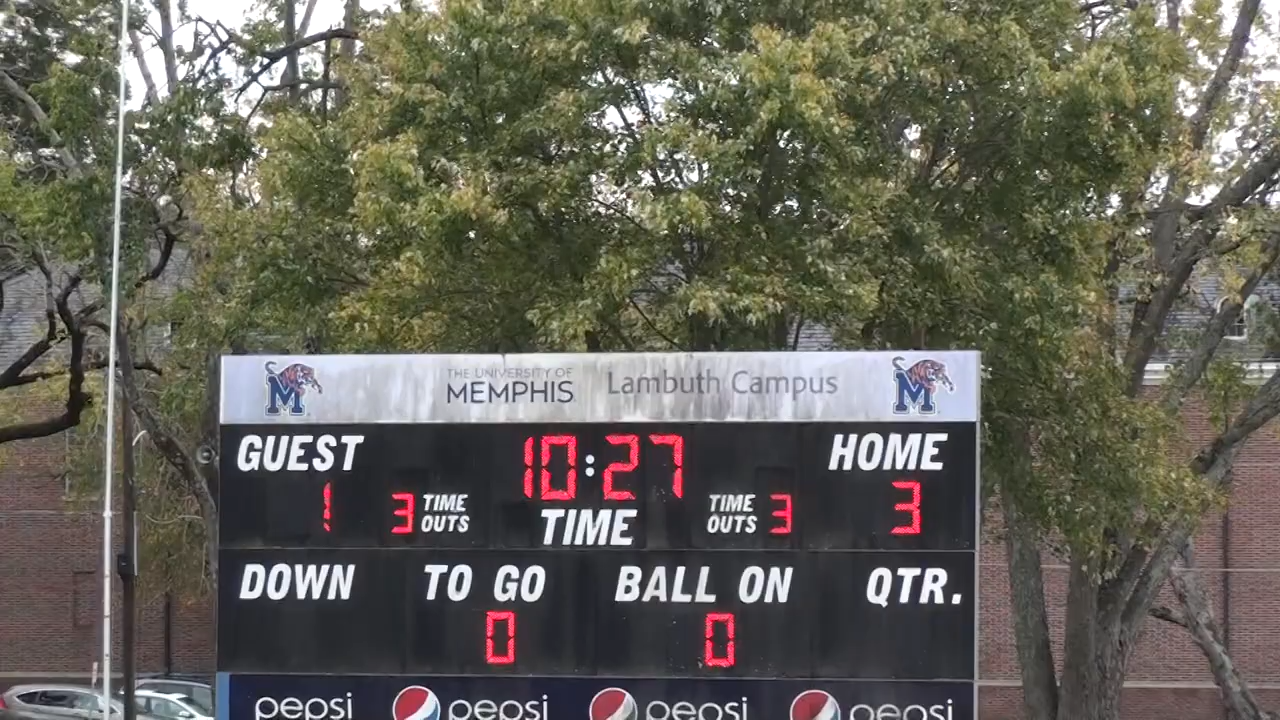 THE UNIVERSITY OF
MEMPHIS
Lambuth Campus
M
M
GUEST
10:27
HOME
1
3
TIME
OUTS
TIME
TIME
OUTS
3
3
DOWN
TO GO
BALL ON
QTR.
0
0
pepsi
pepsi
pepsi
pepsi